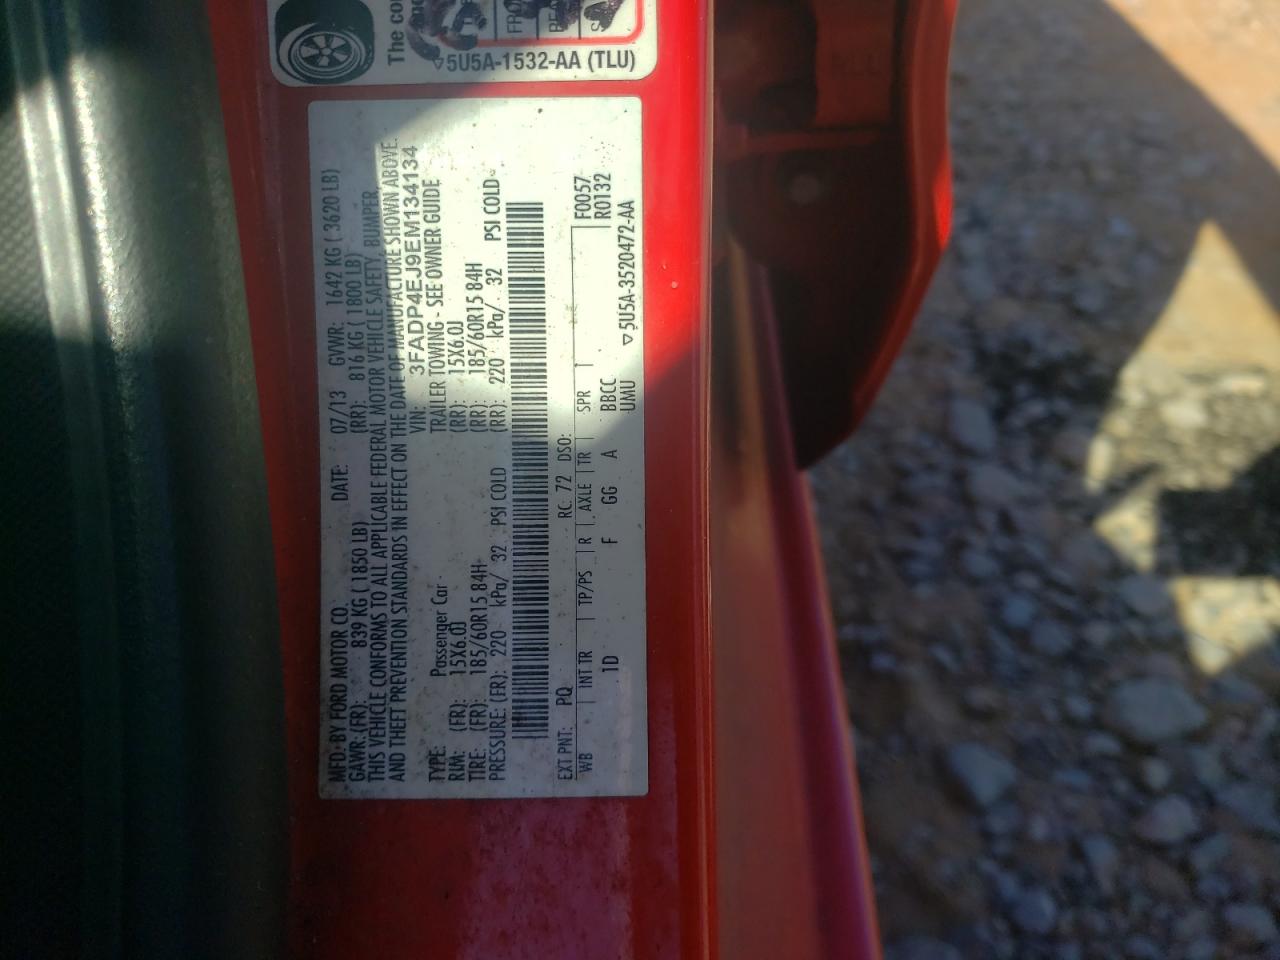 The co
FRO
5U5A-1532-AA (TLU)
MFD. BY FORD MOTOR CO. DATE: 07/13 GVWR: 1642 KG ( 3620 LB)
GAWR: (FR): 839 KG ( 1850 LB) (RR): 816 KG ( 1800 LB)
THIS VEHICLE CONFORMS TO ALL APPLICABLE FEDERAL MOTOR VEHICLE SAFETY, BUMPER,
AND THEFT PREVENTION STANDARDS IN EFFECT ON THE DATE OF MANUFACTURE SHOWN ABOVE.
VIN: 3FADP4EJ9EM134134
TYPE: Passenger Car TRAILER TOWING - SEE OWNER GUIDE
RIM: (FR): 15X6.0J (RR): 15X6.0J
TIRE: (FR): 185/60R15 84H (RR): 185/60R15 84H
PRESSURE: (FR): 220 kPa/ 32 PSI COLD (RR): 220 kPa/ 32 PSI COLD
EXT PNT: PQ RC: 72 DSO: F0057
WB INT TR TP/PS R AXLE TR SPR R0132
1D F GG A BBCC
UMU
5U5A-3520472-AA